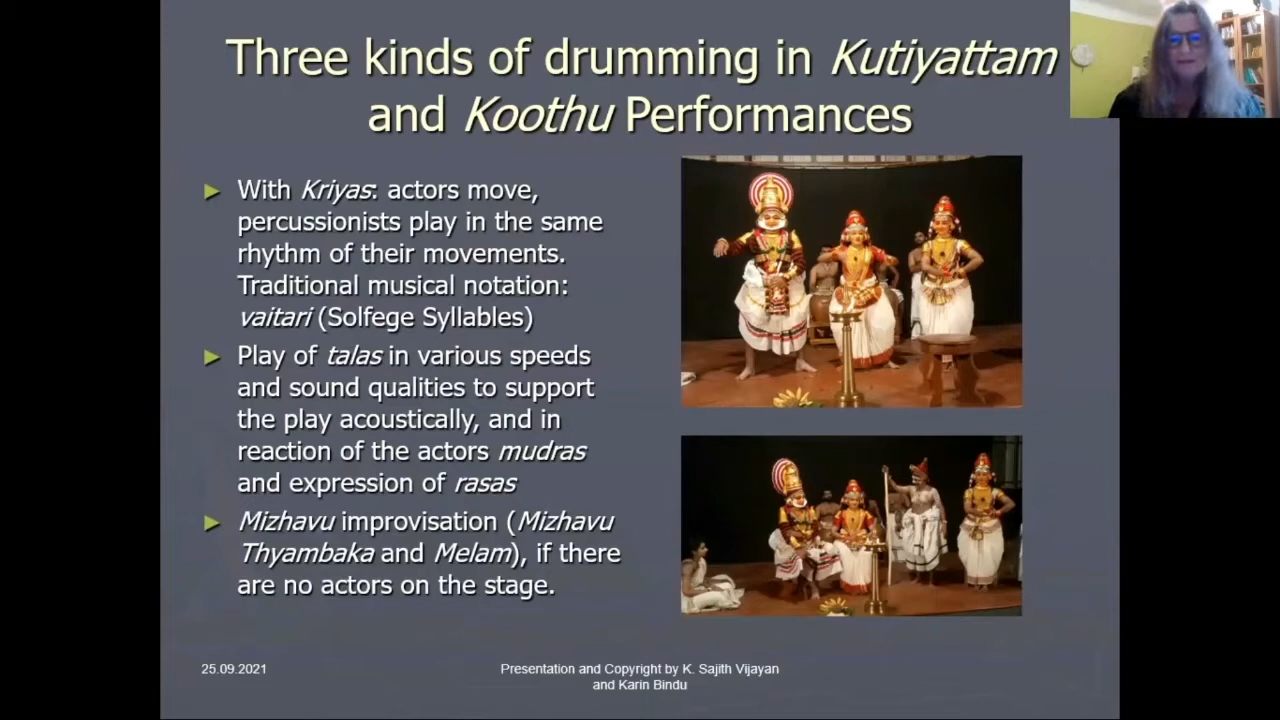 Three kinds of drumming in Kutiyattam
and Koothu Performances
► With Kriyas: actors move,
percussionists play in the same
rhythm of their movements.
Traditional musical notation:
vaitari (Solfege Syllables)
► Play of talas in various speeds
and sound qualities to support
the play acoustically, and in
reaction of the actors mudras
and expression of rasas
► Mizhavu improvisation (Mizhavu
Thyambaka and Melam), if there
are no actors on the stage.
25.09.2021
Presentation and Copyright by K. Sajith Vijayan
and Karin Bindu